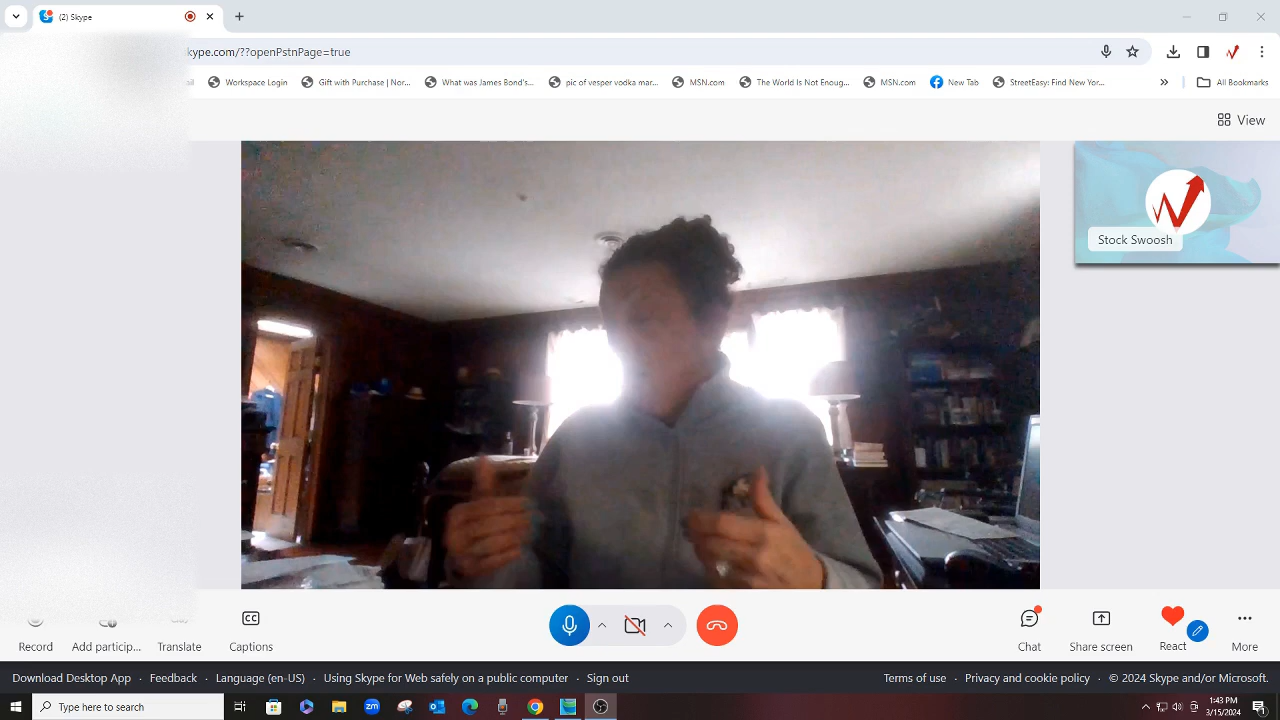 (2) Skype
kype.com/??openPstnPage=true
ail
Workspace Login
Gift with Purchase | Nor...
What was James Bond's...
pic of vesper vodka mar...
MSN.com
The World Is Not Enoug...
MSN.com
New Tab
StreetEasy: Find New Yor...
»
All Bookmarks
View
Stock Swoosh
Record
Add particip...
Translate
CC
Captions
Chat
Share screen
React
More
Download Desktop App · Feedback · Language (en-US) · Using Skype for Web safely on a public computer · Sign out
Terms of use · Privacy and cookie policy · © 2024 Skype and/or Microsoft.
Type here to search
zm
1:43 PM
3/15/2024